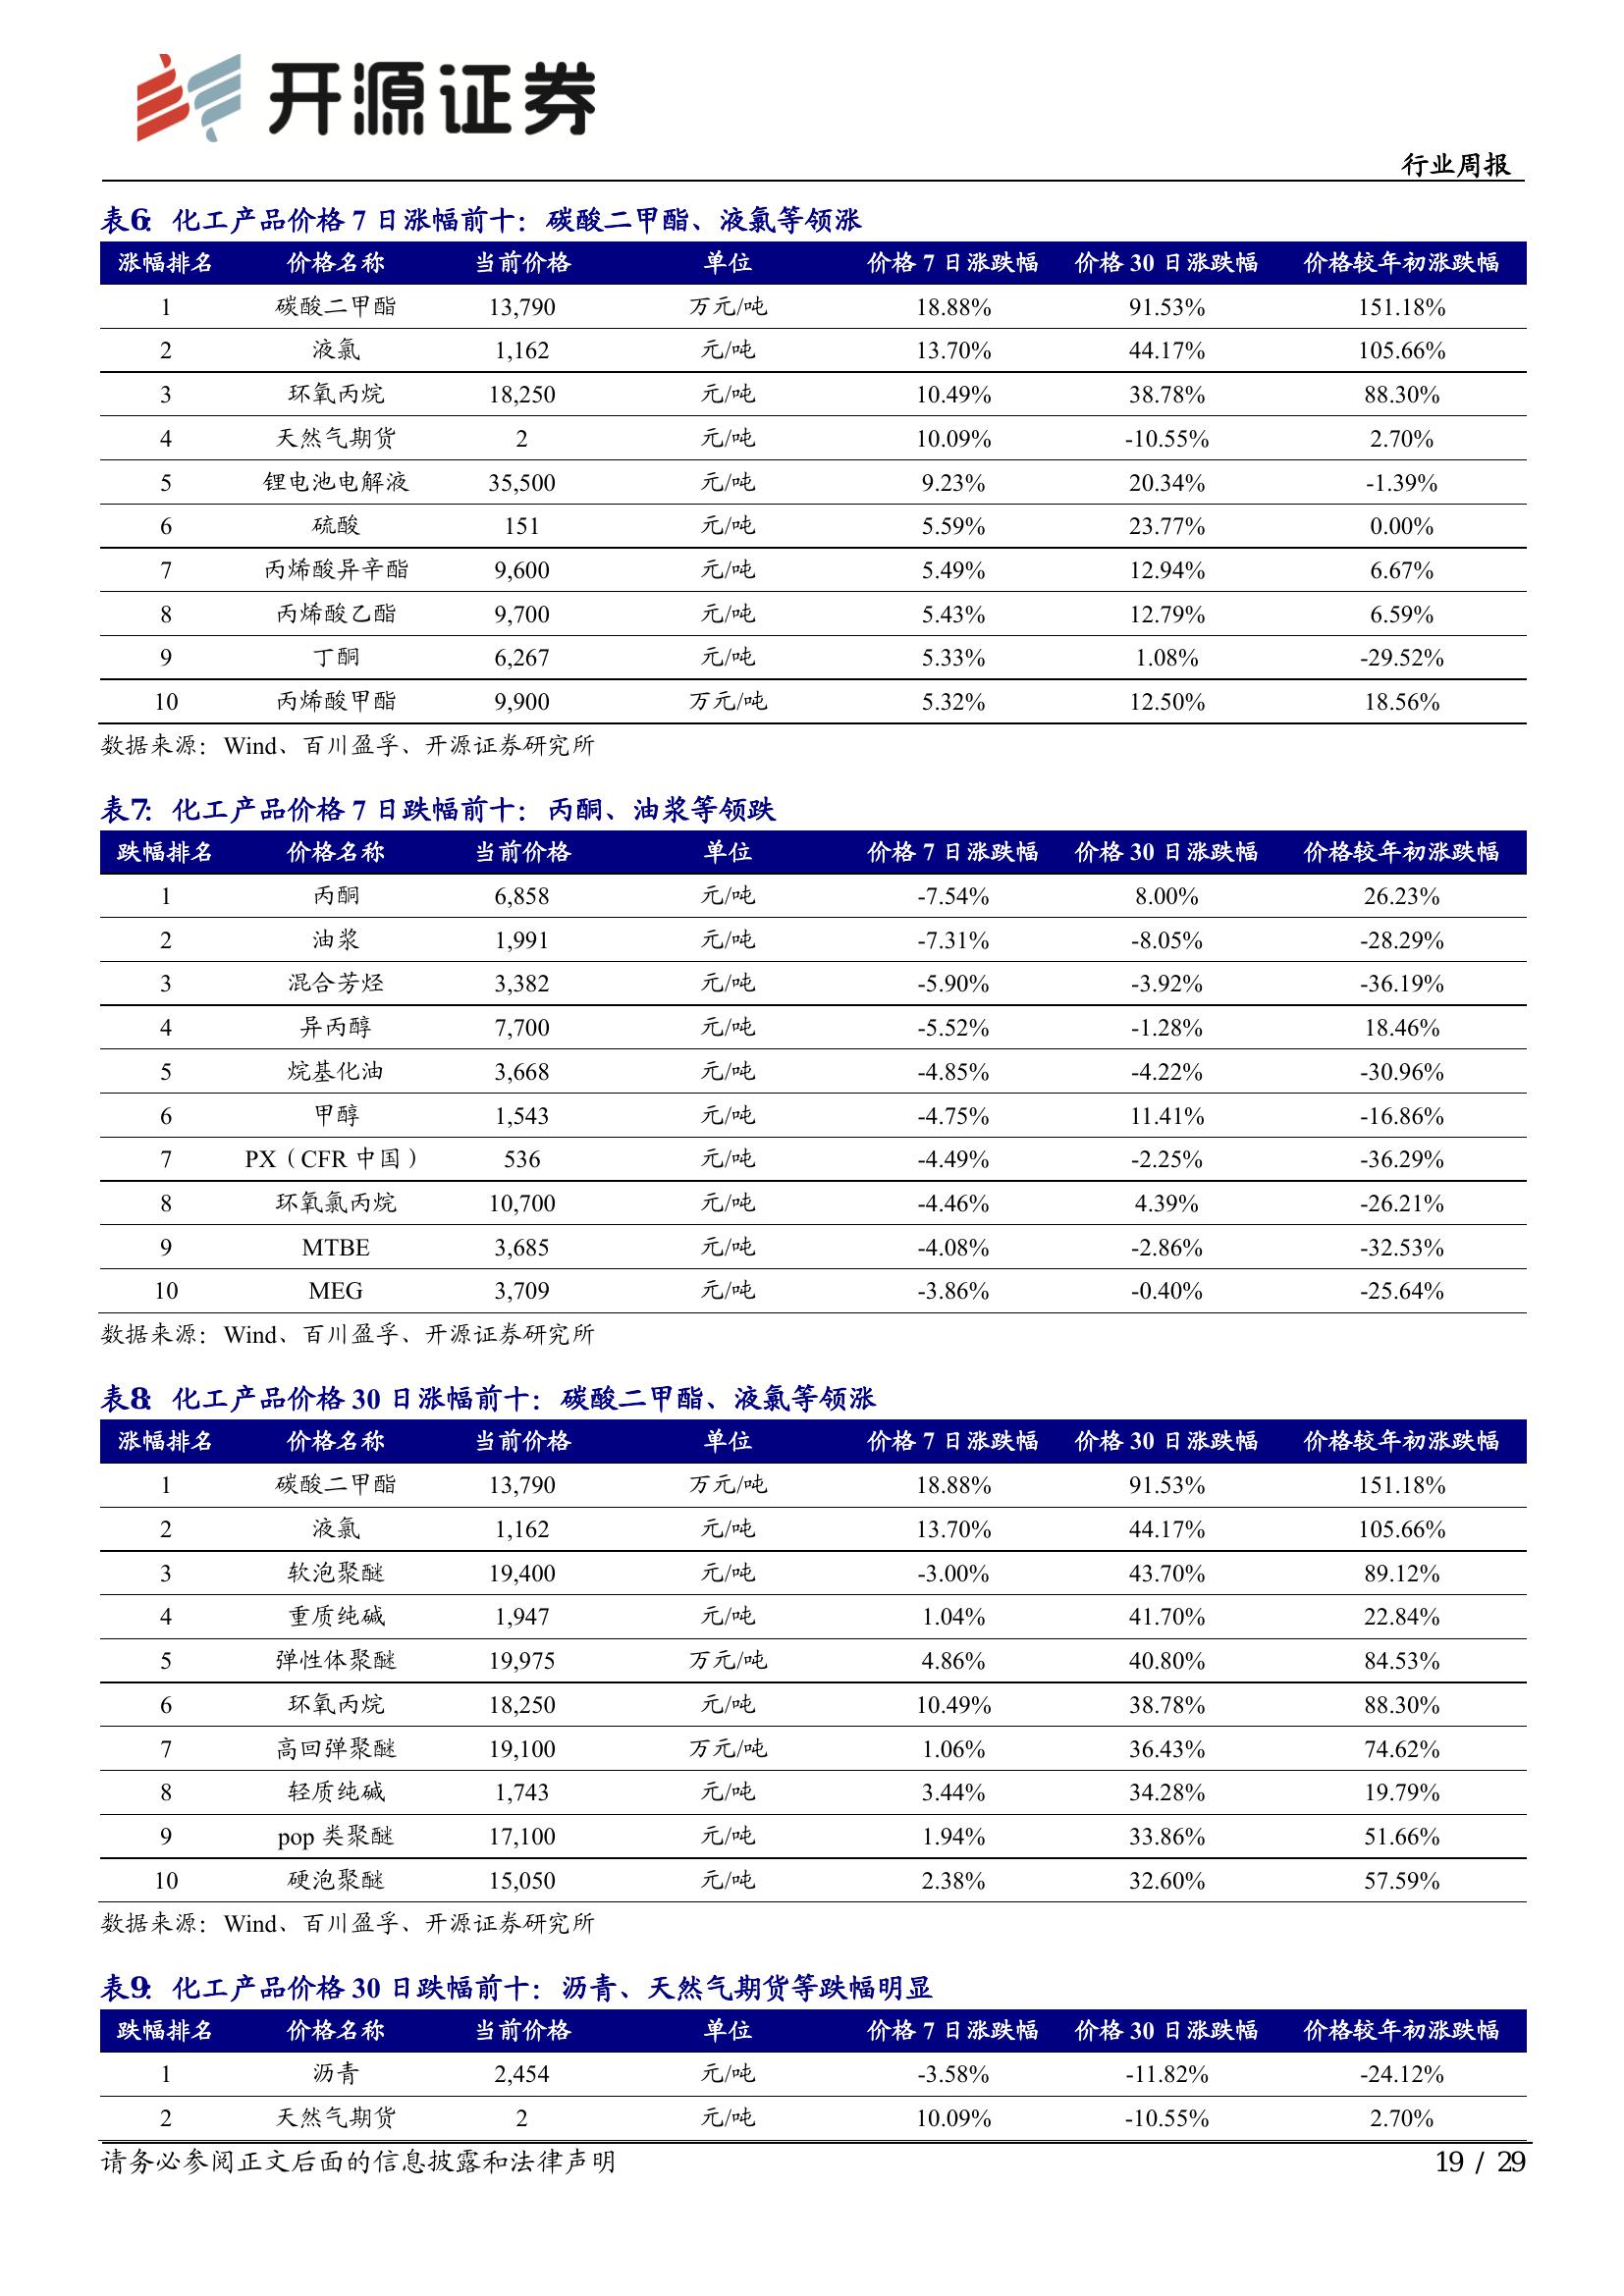 开源证券
行业周报
表6： 化工产品价格 7 日涨幅前十：碳酸二甲酯、液氯等领涨
涨幅排名 价格名称 当前价格 单位 价格 7 日涨跌幅 价格 30 日涨跌幅 价格较年初涨跌幅
1 碳酸二甲酯 13,790 万元/吨 18.88% 91.53% 151.18%
2 液氯 1,162 元/吨 13.70% 44.17% 105.66%
3 环氧丙烷 18,250 元/吨 10.49% 38.78% 88.30%
4 天然气期货 2 元/吨 10.09% -10.55% 2.70%
5 锂电池电解液 35,500 元/吨 9.23% 20.34% -1.39%
6 硫酸 151 元/吨 5.59% 23.77% 0.00%
7 丙烯酸异辛酯 9,600 元/吨 5.49% 12.94% 6.67%
8 丙烯酸乙酯 9,700 元/吨 5.43% 12.79% 6.59%
9 丁酮 6,267 元/吨 5.33% 1.08% -29.52%
10 丙烯酸甲酯 9,900 万元/吨 5.32% 12.50% 18.56%
数据来源：Wind、百川盈孚、开源证券研究所
表7： 化工产品价格 7 日跌幅前十：丙酮、油浆等领跌
跌幅排名 价格名称 当前价格 单位 价格 7 日涨跌幅 价格 30 日涨跌幅 价格较年初涨跌幅
1 丙酮 6,858 元/吨 -7.54% 8.00% 26.23%
2 油浆 1,991 元/吨 -7.31% -8.05% -28.29%
3 混合芳烃 3,382 元/吨 -5.90% -3.92% -36.19%
4 异丙醇 7,700 元/吨 -5.52% -1.28% 18.46%
5 烷基化油 3,668 元/吨 -4.85% -4.22% -30.96%
6 甲醇 1,543 元/吨 -4.75% 11.41% -16.86%
7 PX（CFR 中国） 536 元/吨 -4.49% -2.25% -36.29%
8 环氧氯丙烷 10,700 元/吨 -4.46% 4.39% -26.21%
9 MTBE 3,685 元/吨 -4.08% -2.86% -32.53%
10 MEG 3,709 元/吨 -3.86% -0.40% -25.64%
数据来源：Wind、百川盈孚、开源证券研究所
表8： 化工产品价格 30 日涨幅前十：碳酸二甲酯、液氯等领涨
涨幅排名 价格名称 当前价格 单位 价格 7 日涨跌幅 价格 30 日涨跌幅 价格较年初涨跌幅
1 碳酸二甲酯 13,790 万元/吨 18.88% 91.53% 151.18%
2 液氯 1,162 元/吨 13.70% 44.17% 105.66%
3 软泡聚醚 19,400 元/吨 -3.00% 43.70% 89.12%
4 重质纯碱 1,947 元/吨 1.04% 41.70% 22.84%
5 弹性体聚醚 19,975 万元/吨 4.86% 40.80% 84.53%
6 环氧丙烷 18,250 元/吨 10.49% 38.78% 88.30%
7 高回弹聚醚 19,100 万元/吨 1.06% 36.43% 74.62%
8 轻质纯碱 1,743 元/吨 3.44% 34.28% 19.79%
9 pop 类聚醚 17,100 元/吨 1.94% 33.86% 51.66%
10 硬泡聚醚 15,050 元/吨 2.38% 32.60% 57.59%
数据来源：Wind、百川盈孚、开源证券研究所
表9： 化工产品价格 30 日跌幅前十：沥青、天然气期货等跌幅明显
跌幅排名 价格名称 当前价格 单位 价格 7 日涨跌幅 价格 30 日涨跌幅 价格较年初涨跌幅
1 沥青 2,454 元/吨 -3.58% -11.82% -24.12%
2 天然气期货 2 元/吨 10.09% -10.55% 2.70%
请务必参阅正文后面的信息披露和法律声明 19 / 29